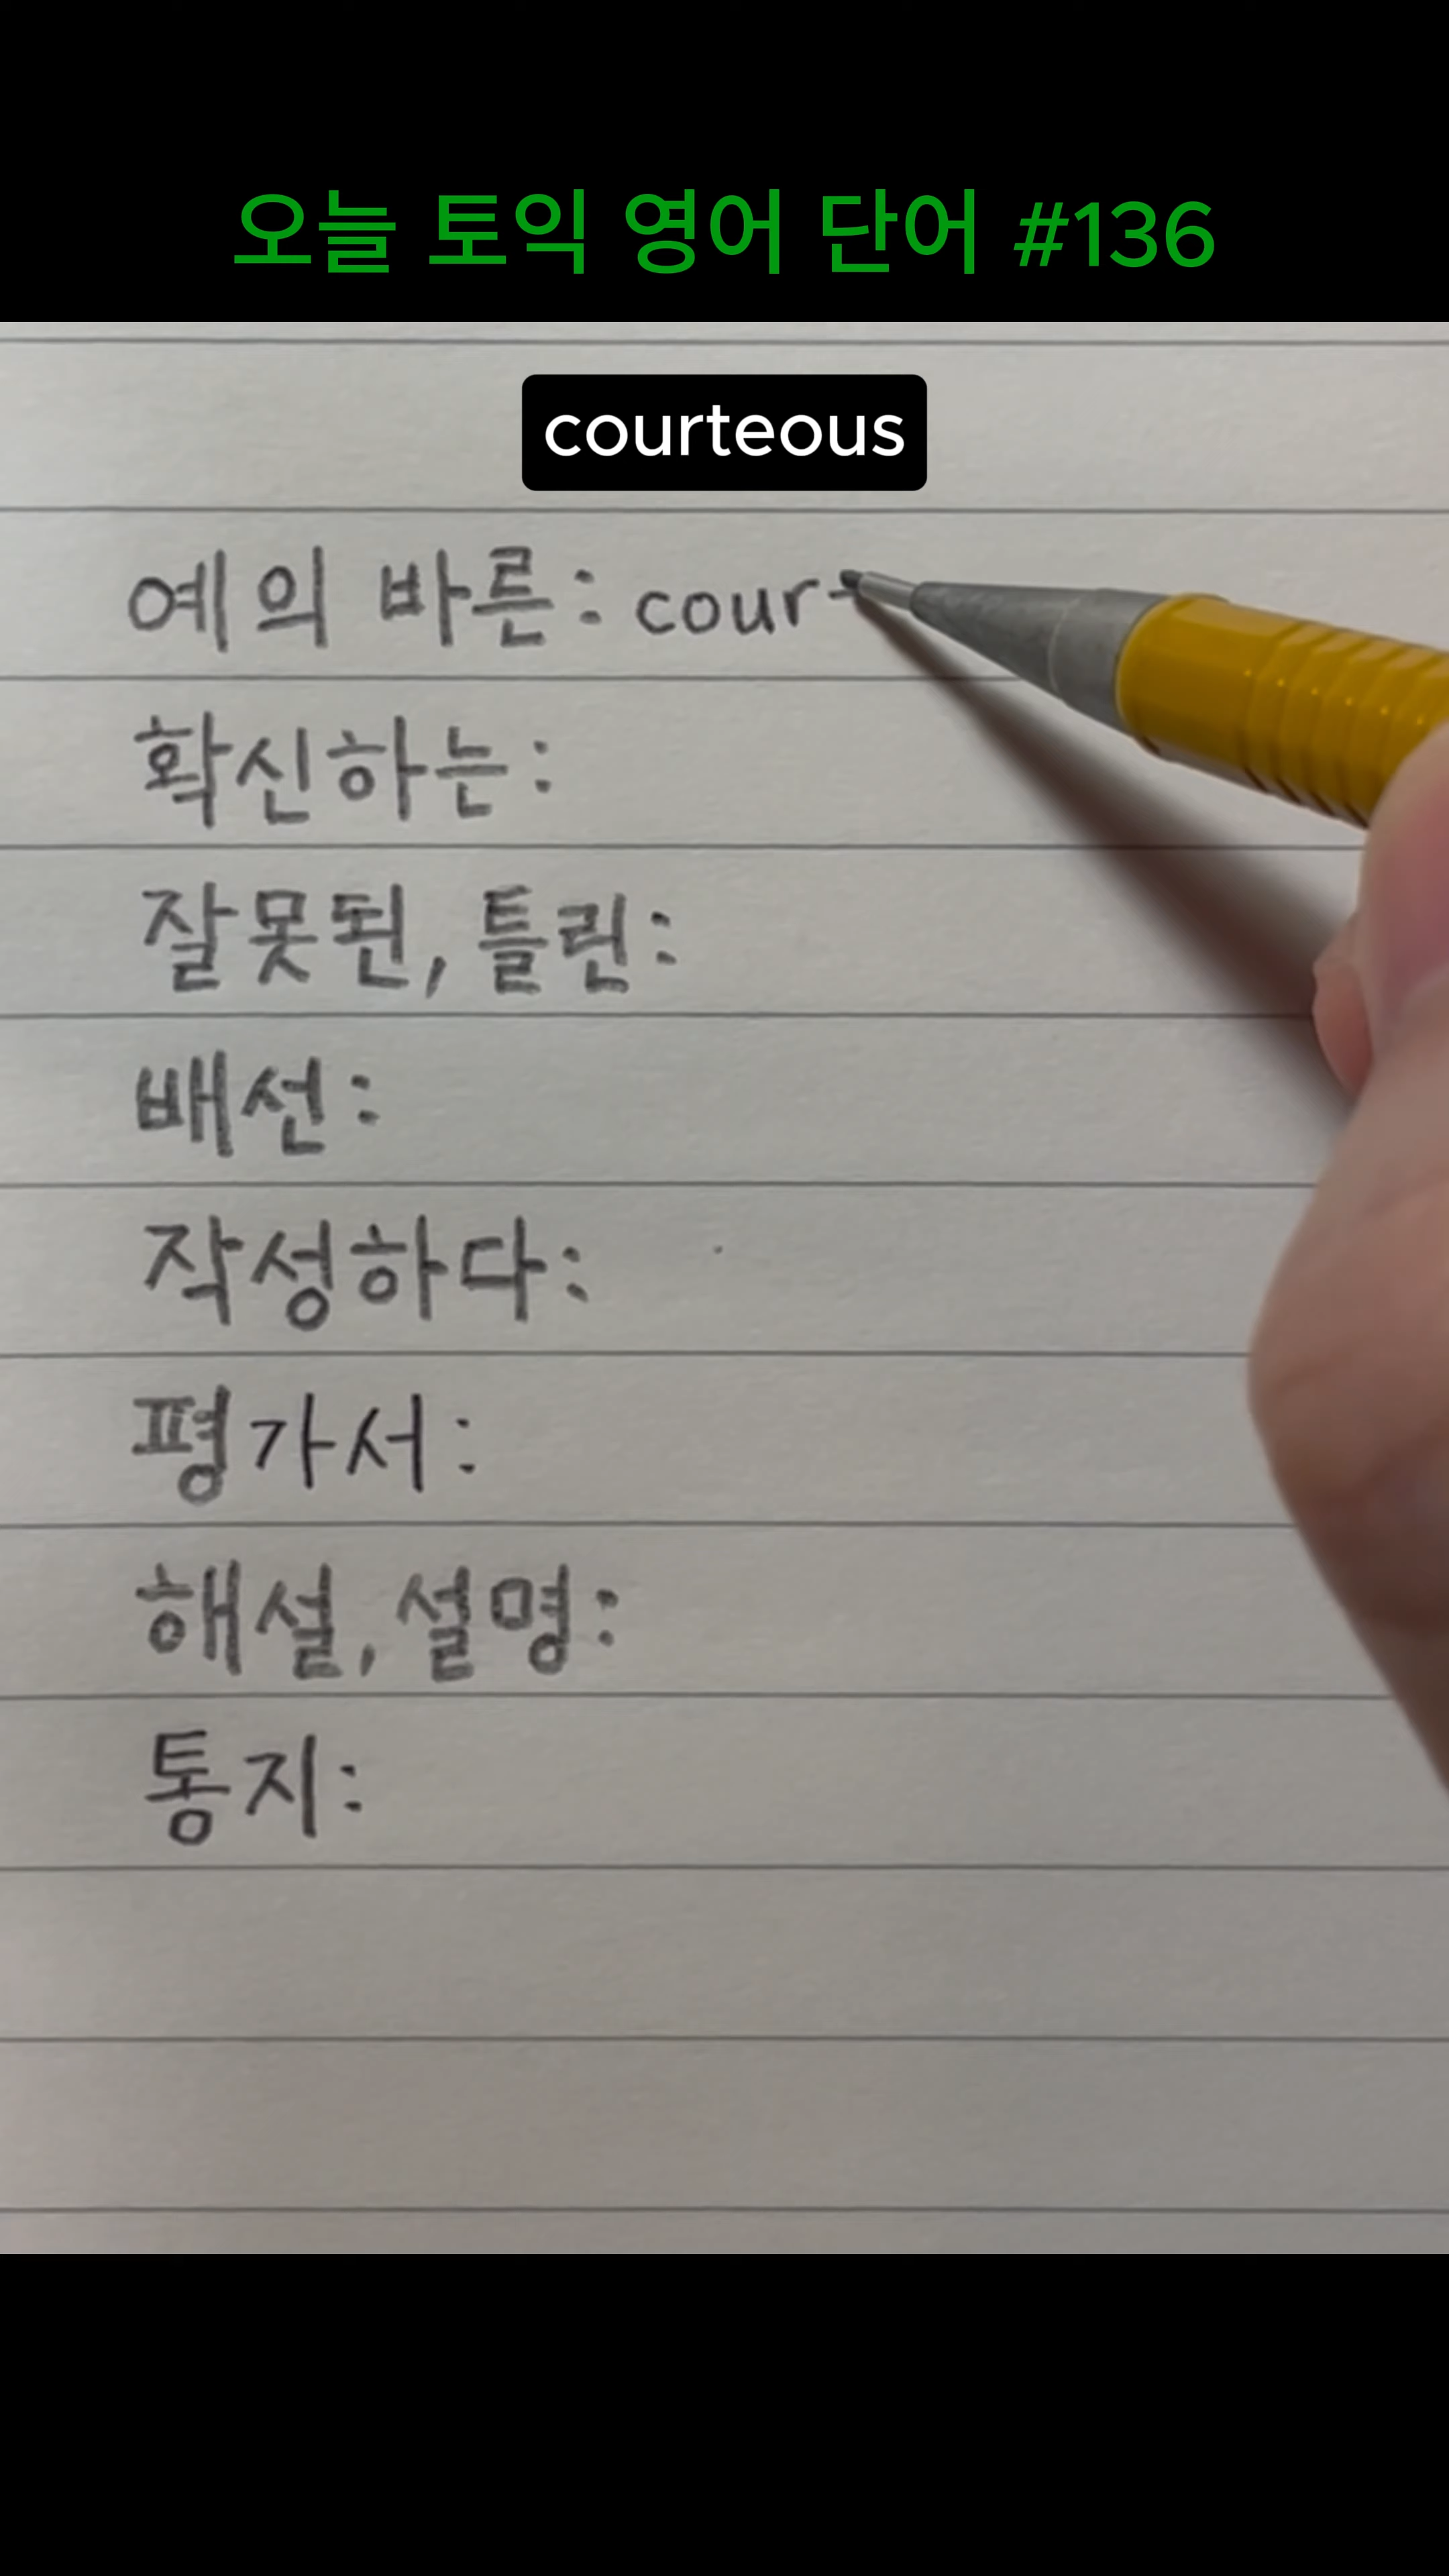 오늘 토익 영어 단어 #136
courteous
예의 바른: cour
확신하는:
잘못된, 틀린:
배선:
작성하다:
평가서:
해설, 설명:
통지: